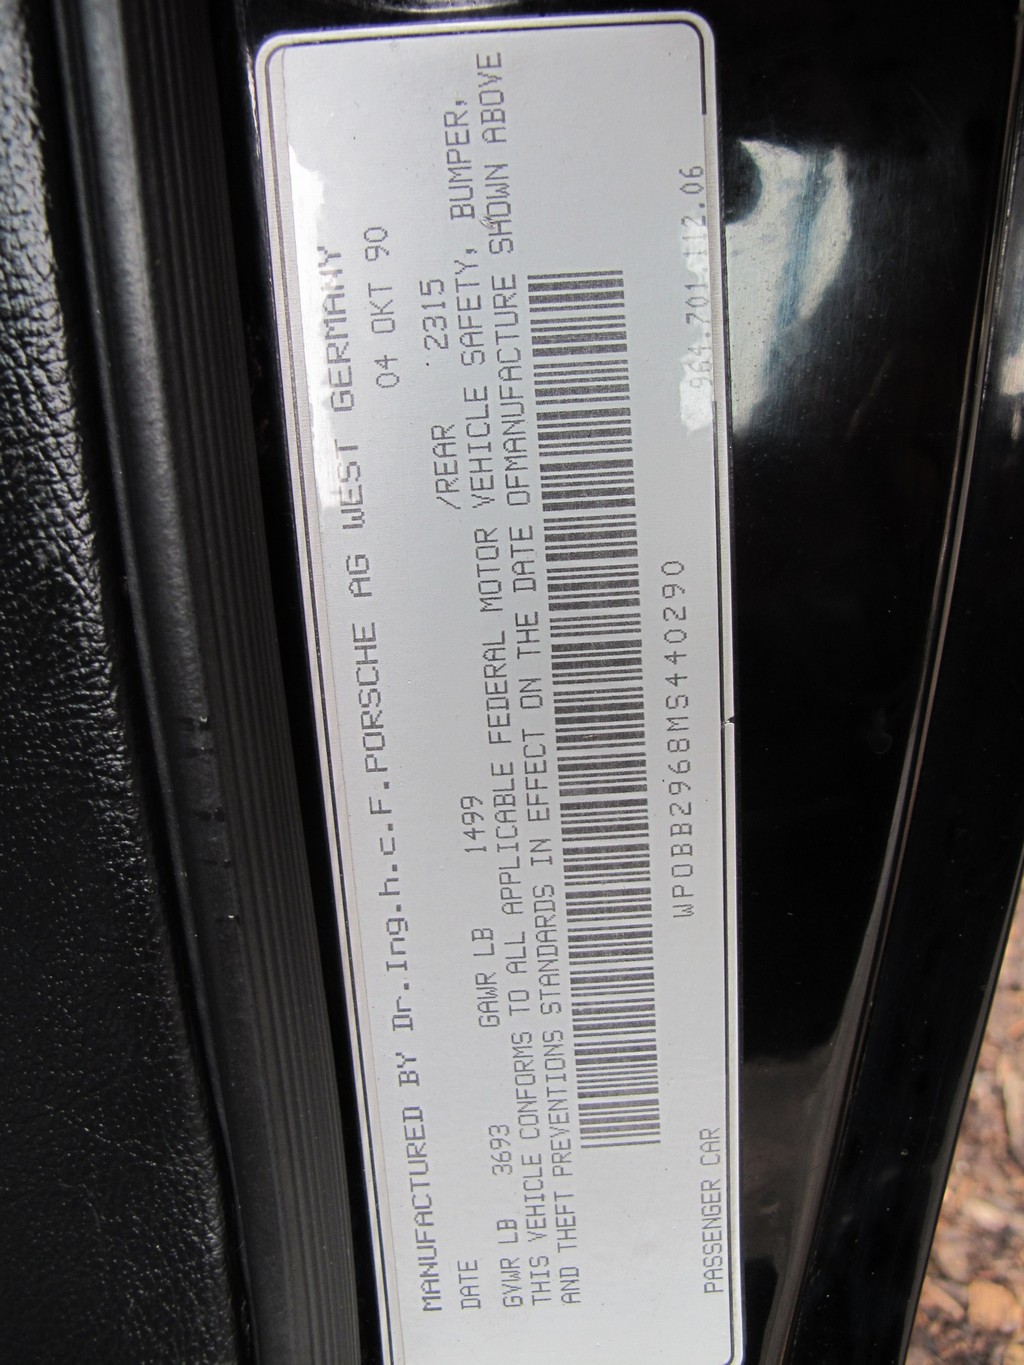 MANUFACTURED BY Dr.Ing.h.c.F.PORSCHE AG WEST GERMANY
DATE 04 OKT 90
GVWR LB 3693 GAWR LB 1499 /REAR 2315
THIS VEHICLE CONFORMS TO ALL APPLICABLE FEDERAL MOTOR VEHICLE SAFETY, BUMPER,
AND THEFT PREVENTIONS STANDARDS IN EFFECT ON THE DATE OFMANUFACTURE SHOWN ABOVE
WP0BB2968MS440290
PASSENGER CAR 964.701.112.06